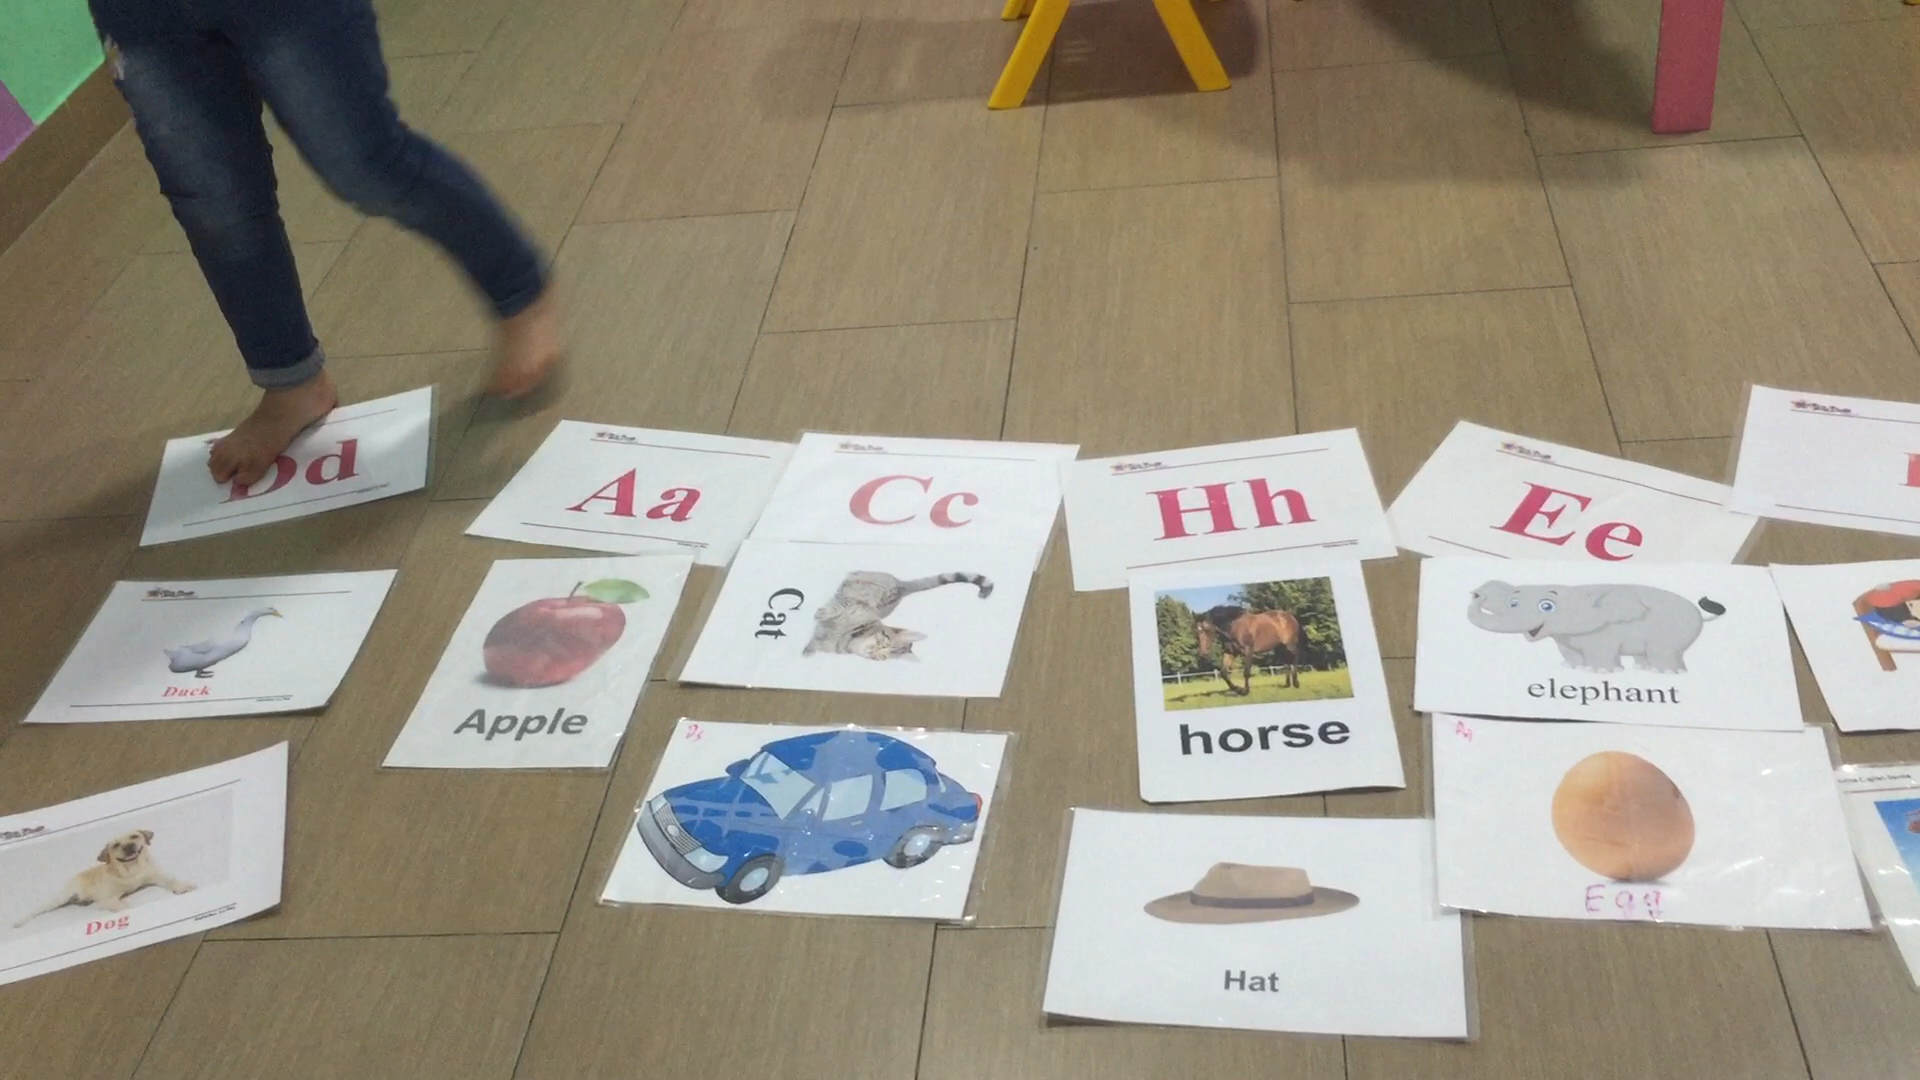 Dd
Aa
Cc
Hh
Ee
Duck
Apple
Cat
horse
elephant
Dog
Hat
Egg